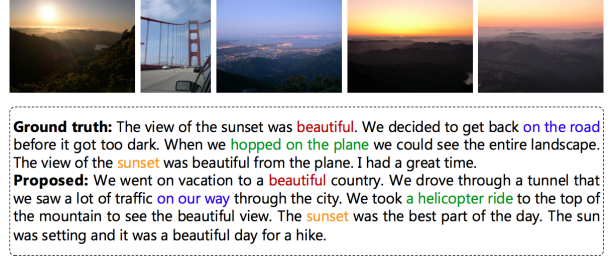 Ground truth: The view of the sunset was beautiful. We decided to get back on the road
before it got too dark. When we hopped on the plane we could see the entire landscape.
The view of the sunset was beautiful from the plane. I had a great time.
Proposed: We went on vacation to a beautiful country. We drove through a tunnel that
we saw a lot of traffic on our way through the city. We took a helicopter ride to the top of
the mountain to see the beautiful view. The sunset was the best part of the day. The sun
was setting and it was a beautiful day for a hike.